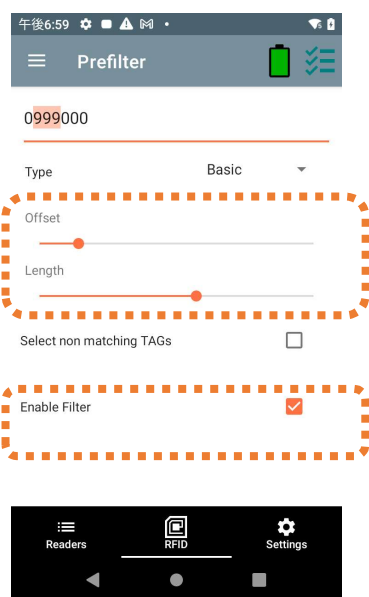 午後6:59
Prefilter
0999000
Type Basic
Offset
Length
Select non matching TAGs
Enable Filter
Readers RFID Settings